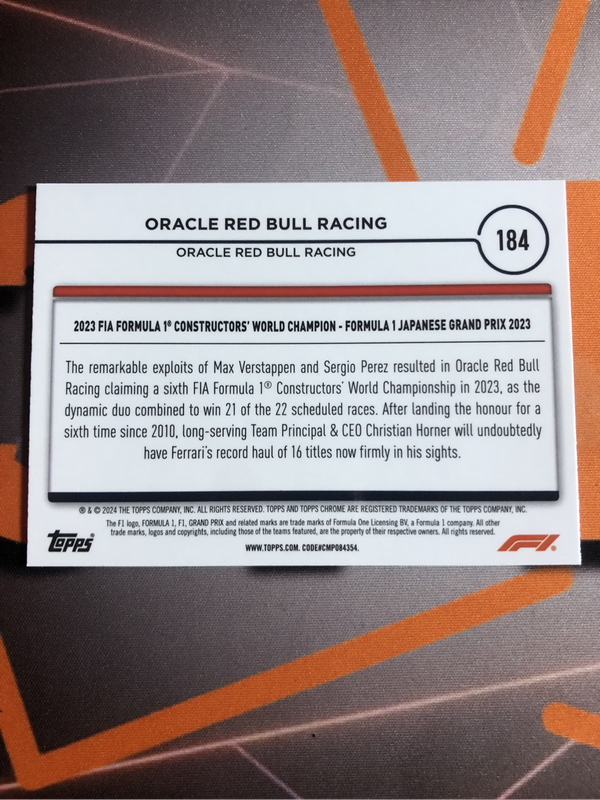 ORACLE RED BULL RACING
184
ORACLE RED BULL RACING
2023 FIA FORMULA 1® CONSTRUCTORS' WORLD CHAMPION - FORMULA 1 JAPANESE GRAND PRIX 2023
The remarkable exploits of Max Verstappen and Sergio Perez resulted in Oracle Red Bull
Racing claiming a sixth FIA Formula 1® Constructors' World Championship in 2023, as the
dynamic duo combined to win 21 of the 22 scheduled races. After landing the honour for a
sixth time since 2010, long-serving Team Principal & CEO Christian Horner will undoubtedly
have Ferrari's record haul of 16 titles now firmly in his sights.
® & © 2024 THE TOPPS COMPANY, INC. ALL RIGHTS RESERVED. TOPPS AND TOPPS CHROME ARE REGISTERED TRADEMARKS OF THE TOPPS COMPANY, INC.
The F1 logo, FORMULA 1, F1, GRAND PRIX and related marks are trade marks of Formula One Licensing BV, a Formula 1 company. All other
trade marks, logos and copyrights, including those of the teams featured, are the property of their respective owners. All rights reserved.
Topps®
WWW.TOPPS.COM. CODE#CMP084354.
F1®